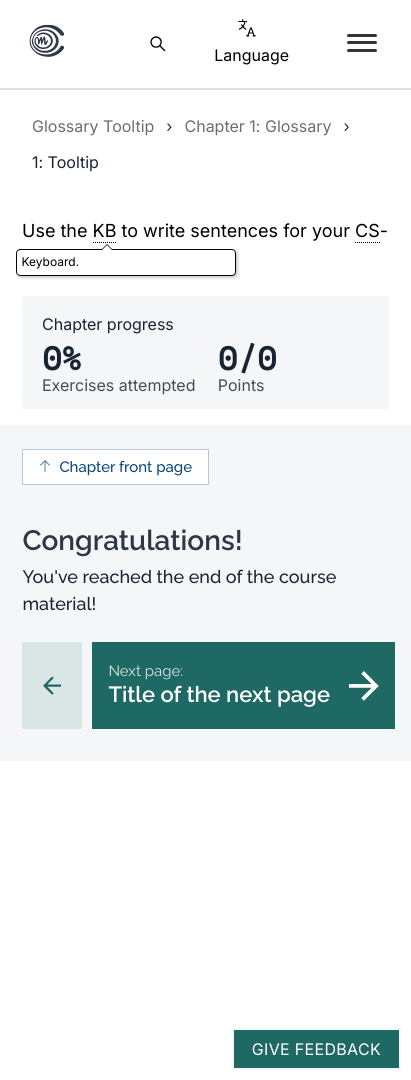 Language
Glossary Tooltip › Chapter 1: Glossary ›
1: Tooltip
Use the KB to write sentences for your CS-
Keyboard.
Chapter progress
0% 0/0
Exercises attempted Points
↑ Chapter front page
Congratulations!
You've reached the end of the course
material!
Next page:
Title of the next page
GIVE FEEDBACK